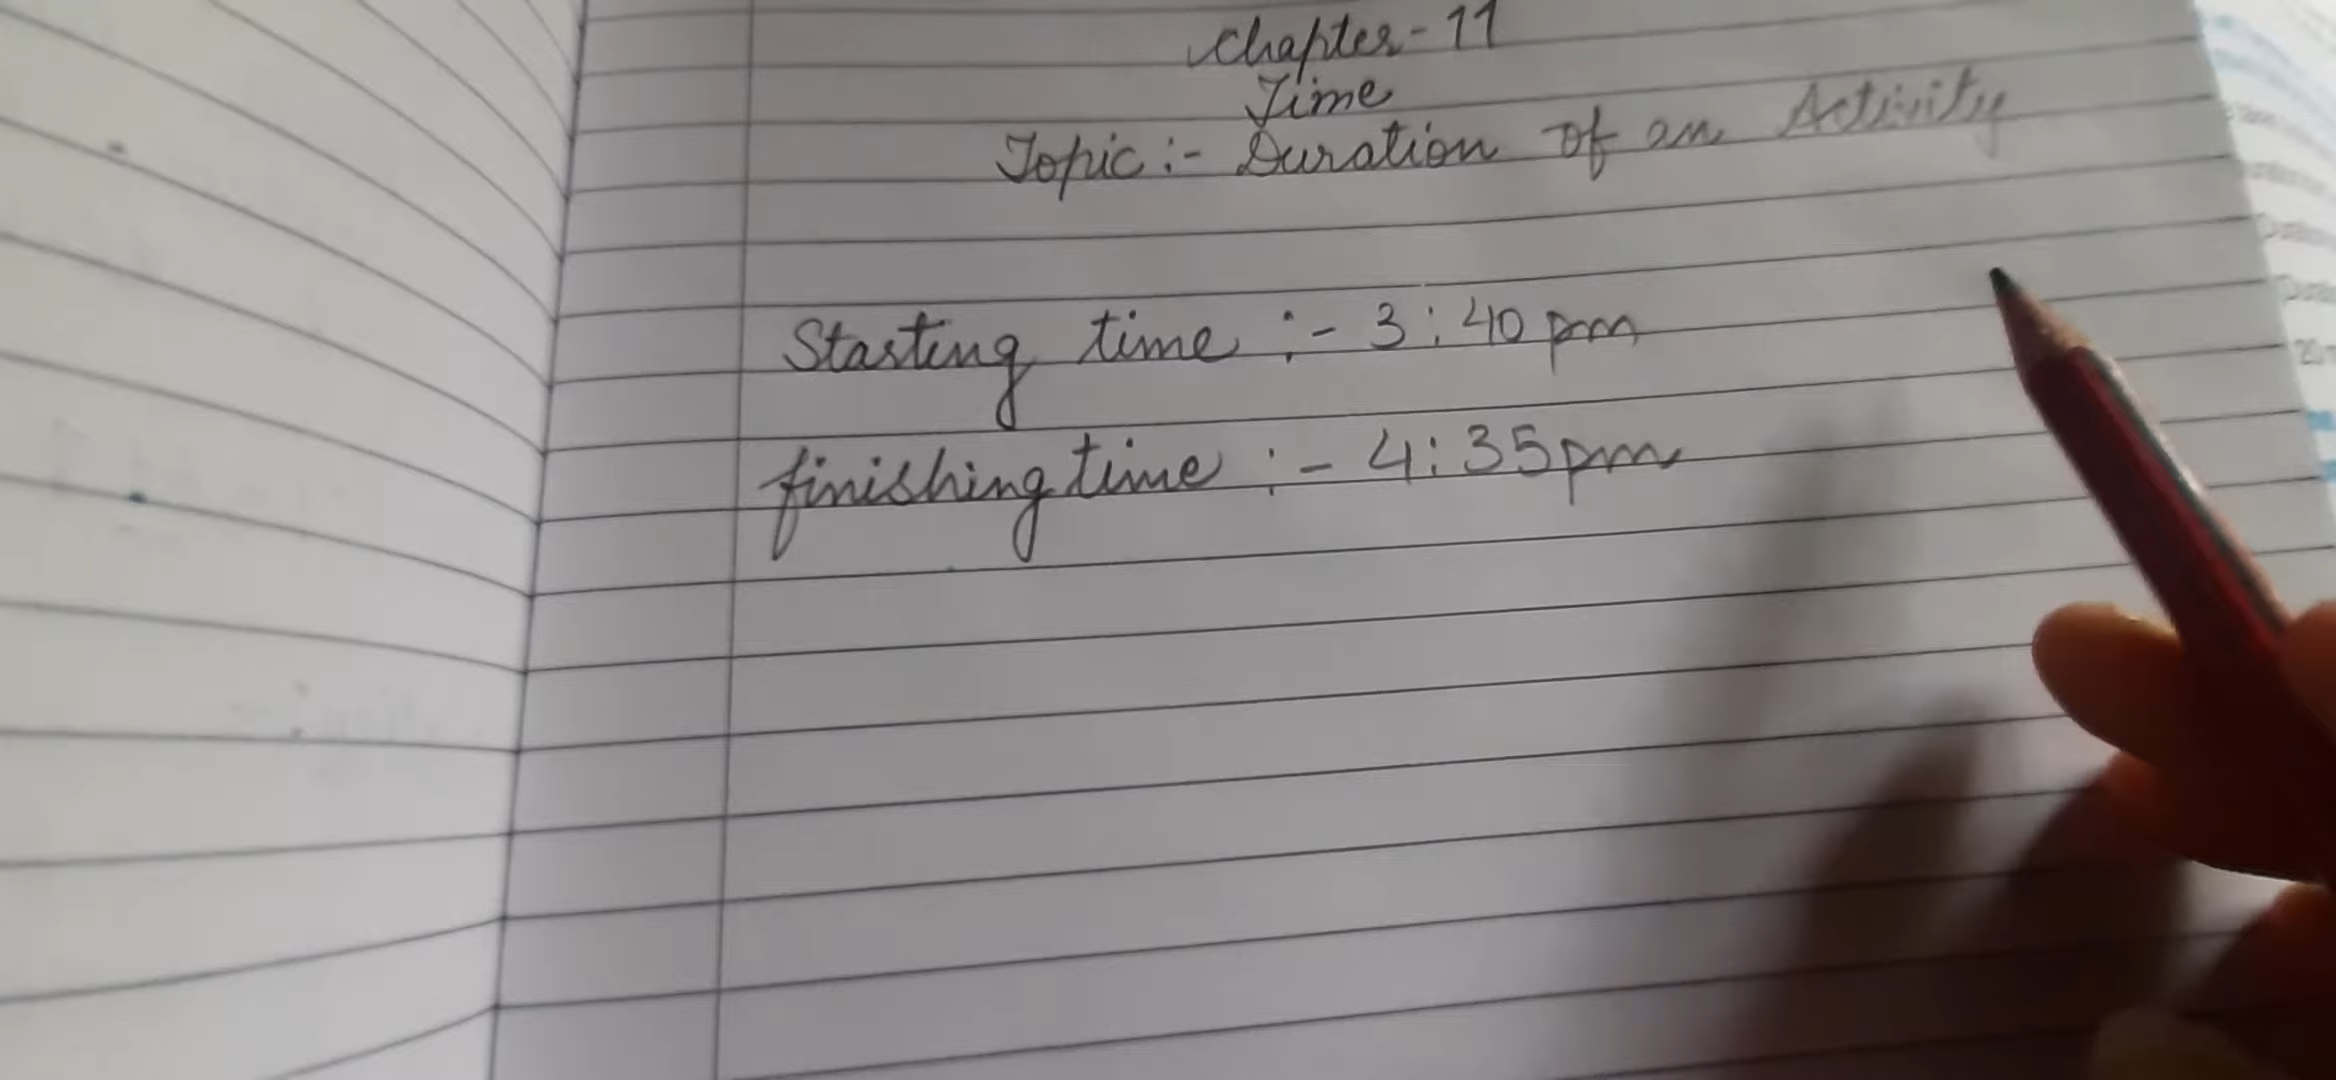 Chapter - 11
Time
Topic :- Duration of an Activity
Starting time :- 3 : 40 pm
finishing time :- 4 : 35 pm